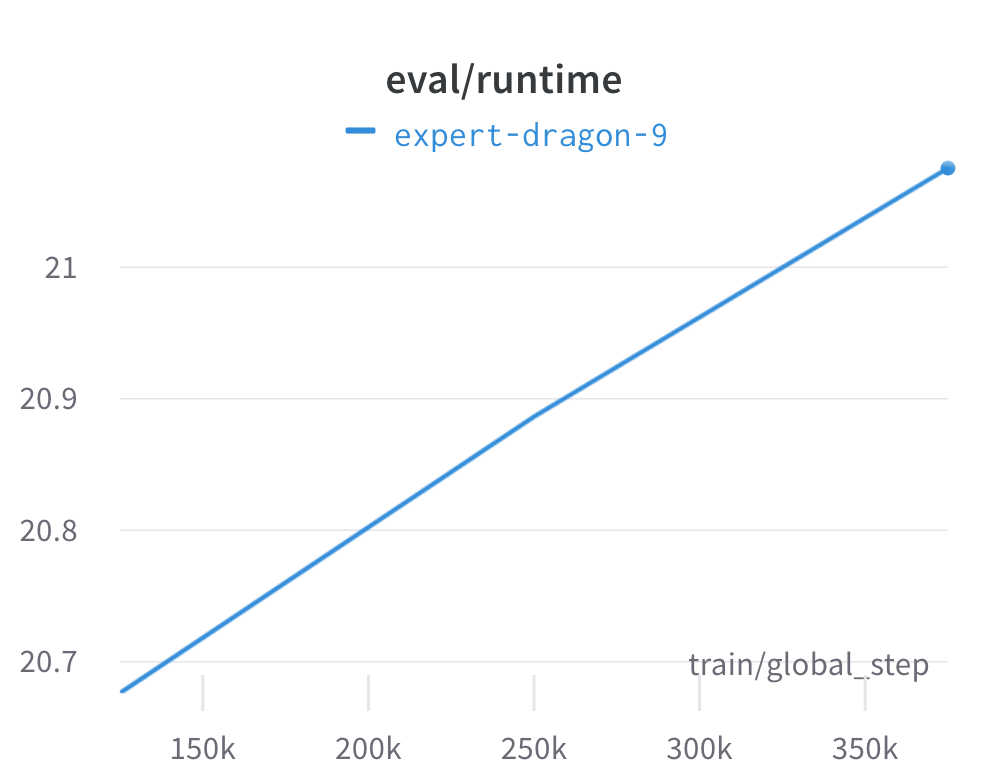 eval/runtime
expert-dragon-9
21
20.9
20.8
20.7
train/global_step
150k 200k 250k 300k 350k